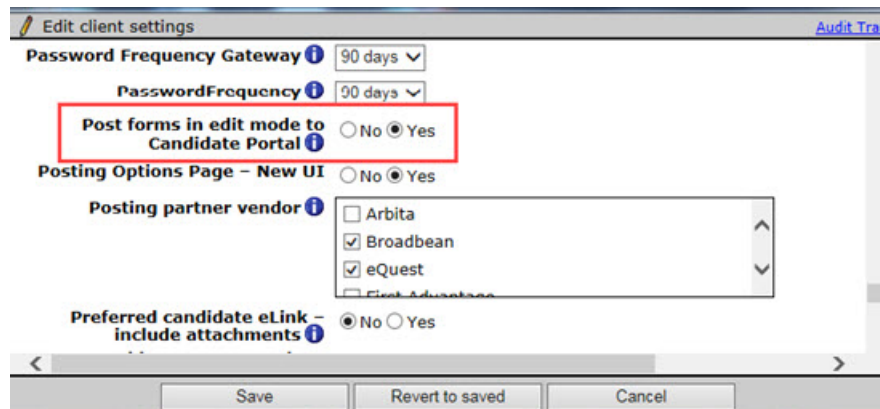 Edit client settings Audit Tra
Password Frequency Gateway 90 days
PasswordFrequency 90 days
Post forms in edit mode to
Candidate Portal No Yes
Posting Options Page – New UI No Yes
Posting partner vendor Arbita
Broadbean
eQuest
First Advantage
Preferred candidate eLink –
include attachments No Yes
Save Revert to saved Cancel